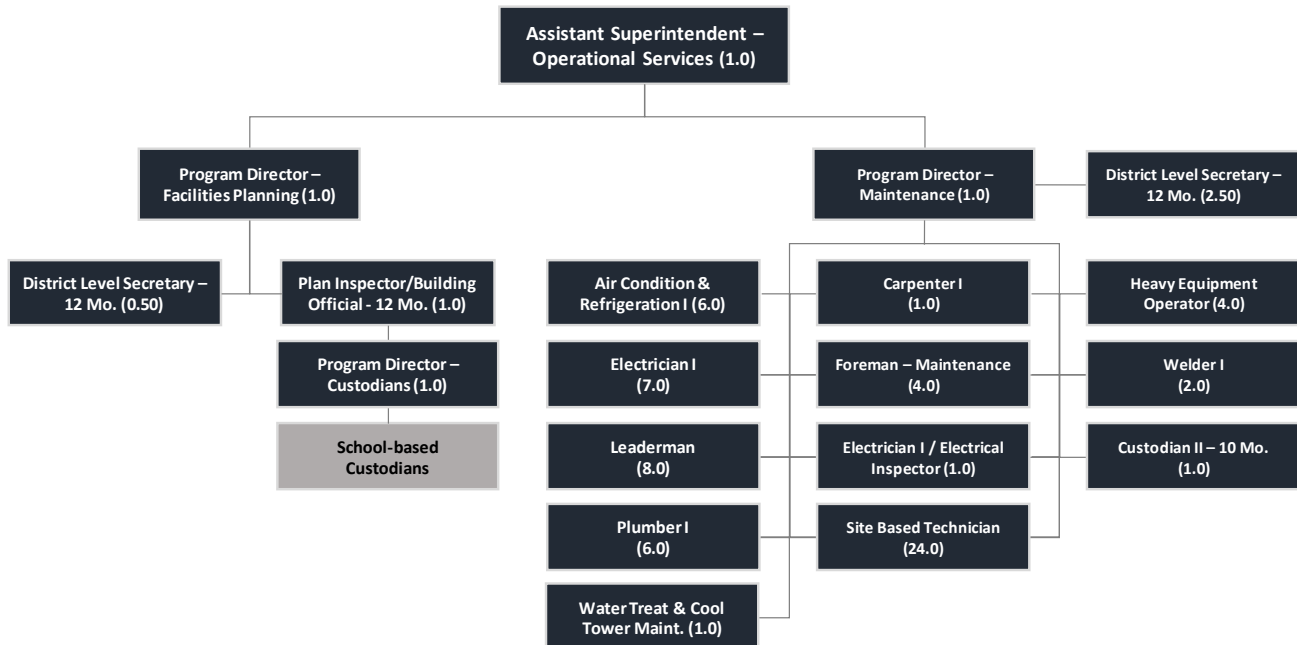 Assistant Superintendent –
Operational Services (1.0)
Program Director –
Facilities Planning (1.0)
Program Director –
Maintenance (1.0)
District Level Secretary –
12 Mo. (2.50)
District Level Secretary –
12 Mo. (0.50)
Plan Inspector/Building
Official - 12 Mo. (1.0)
Program Director –
Custodians (1.0)
School-based
Custodians
Air Condition &
Refrigeration I (6.0)
Carpenter I
(1.0)
Heavy Equipment
Operator (4.0)
Electrician I
(7.0)
Foreman – Maintenance
(4.0)
Welder I
(2.0)
Leaderman
(8.0)
Electrician I / Electrical
Inspector (1.0)
Custodian II – 10 Mo.
(1.0)
Plumber I
(6.0)
Site Based Technician
(24.0)
Water Treat & Cool
Tower Maint. (1.0)